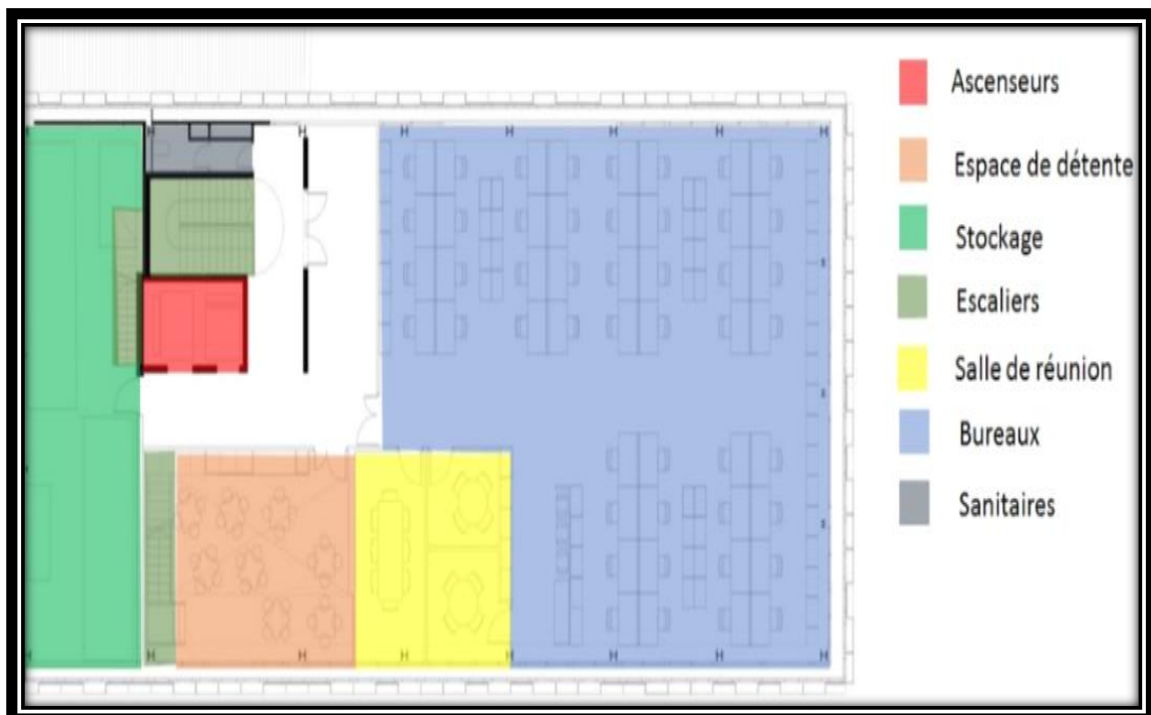 Ascenseurs
Espace de détente
Stockage
Escaliers
Salle de réunion
Bureaux
Sanitaires